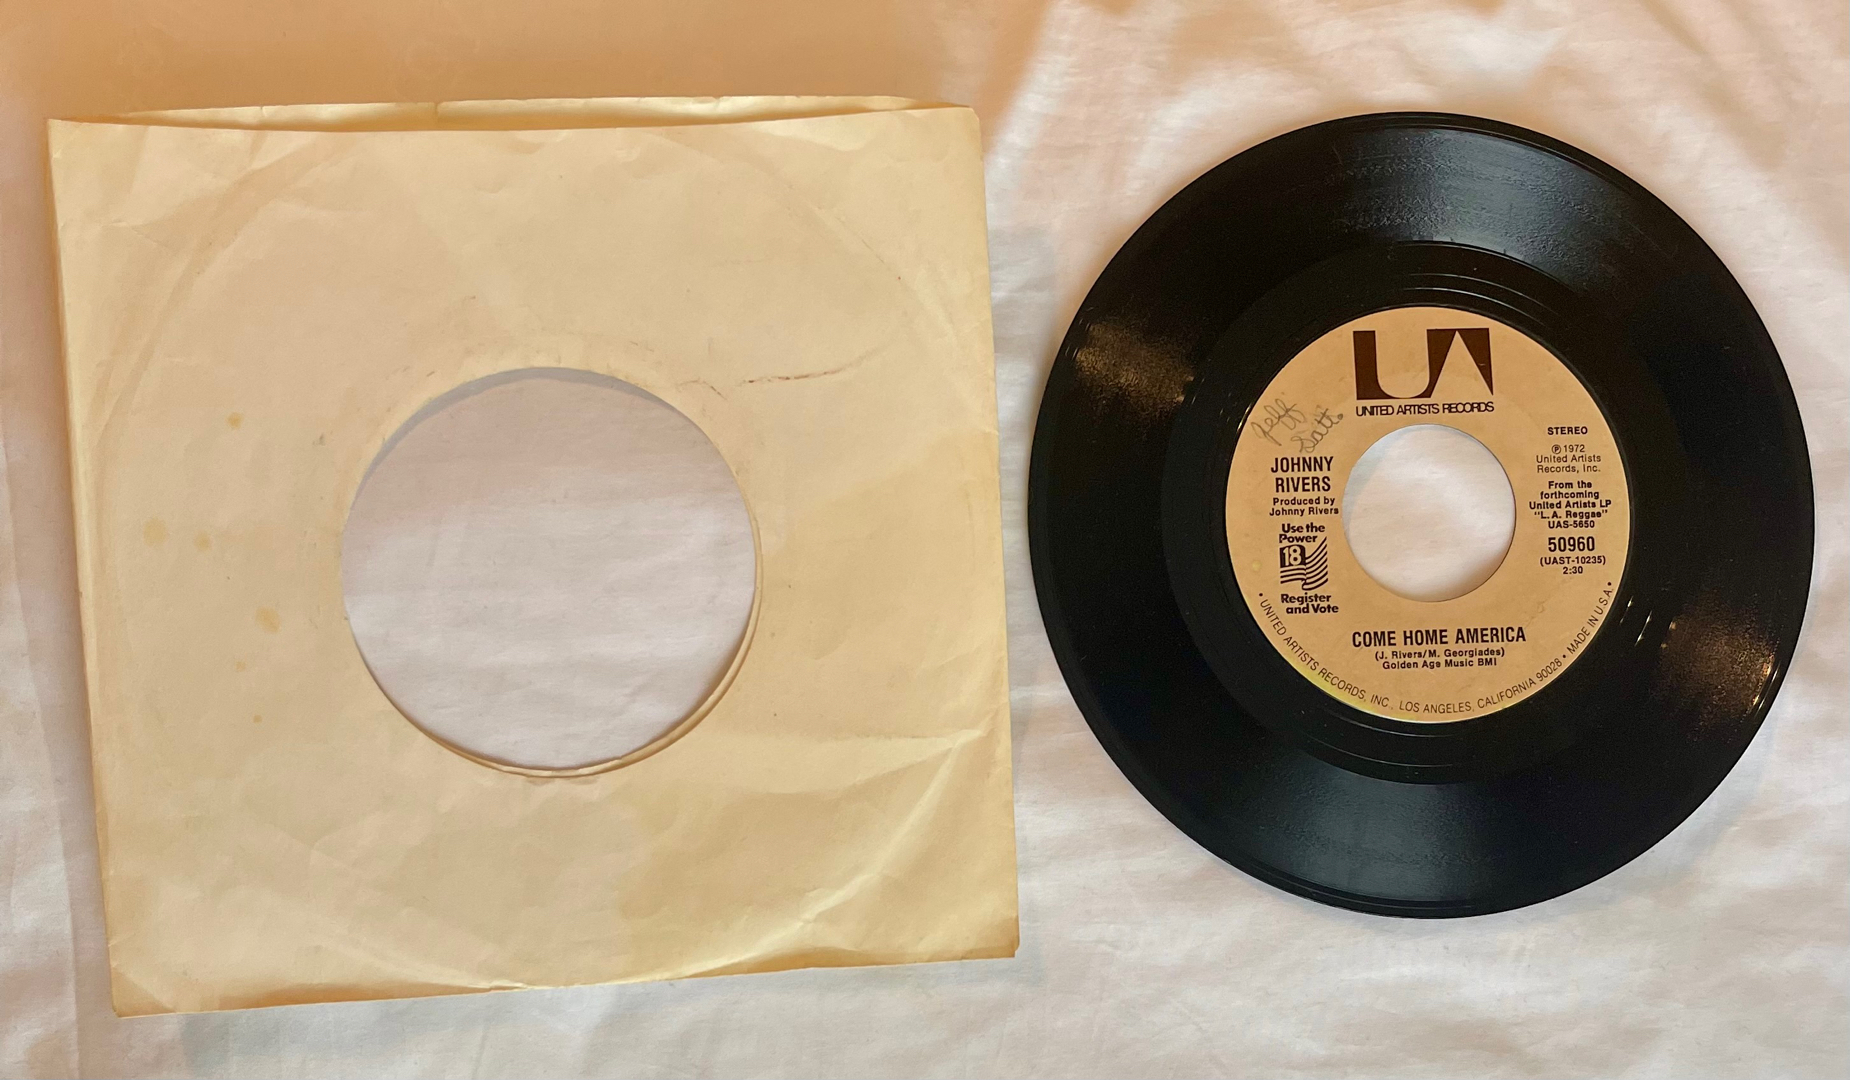 UA
UNITED ARTISTS RECORDS
Jeff
JOHNNY
RIVERS
Produced by
Johnny Rivers
Use the
Power
18
Register
and Vote
STEREO
℗ 1972
United Artists
Records, Inc.
From the
forthcoming
United Artists LP
"L.A. Reggae"
UAS-5650
50960
(UAST-10235)
2:30
COME HOME AMERICA
(J. Rivers/M. Georgiades)
Golden Age Music BMI
• UNITED ARTISTS RECORDS, INC., LOS ANGELES, CALIFORNIA 90028 • MADE IN U.S.A. •